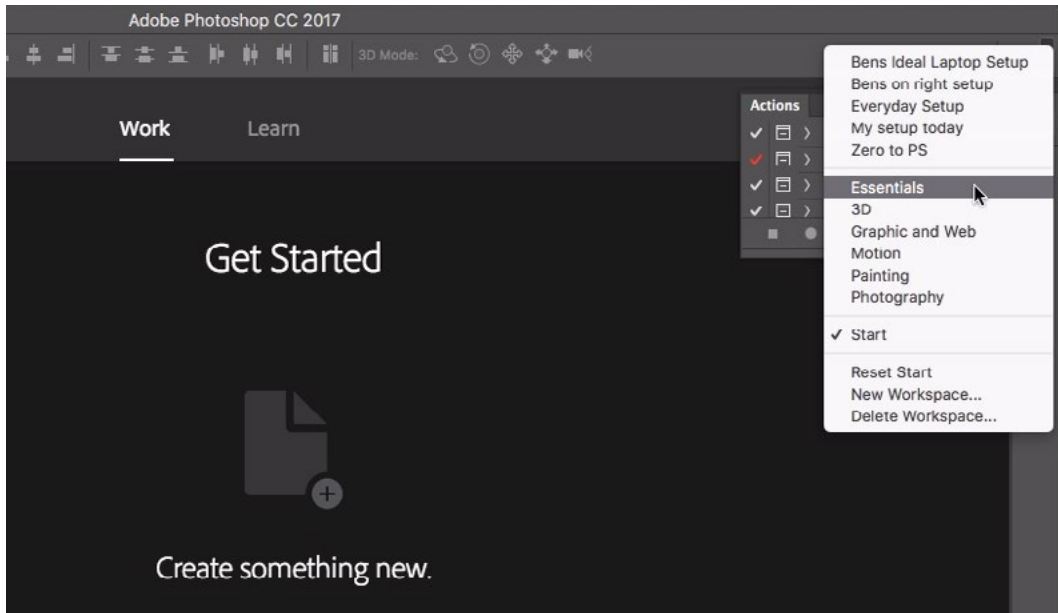 Adobe Photoshop CC 2017
3D Mode:
Work
Learn
Get Started
Create something new.
Actions
Bens Ideal Laptop Setup
Bens on right setup
Everyday Setup
My setup today
Zero to PS
Essentials
3D
Graphic and Web
Motion
Painting
Photography
Start
Reset Start
New Workspace...
Delete Workspace...